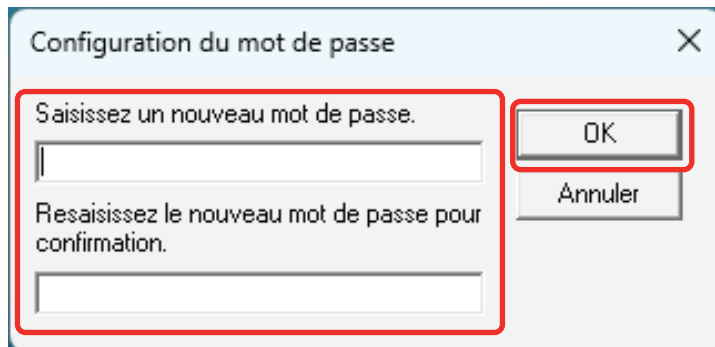 Configuration du mot de passe
Saisissez un nouveau mot de passe.
OK
Annuler
Resaisissez le nouveau mot de passe pour
confirmation.